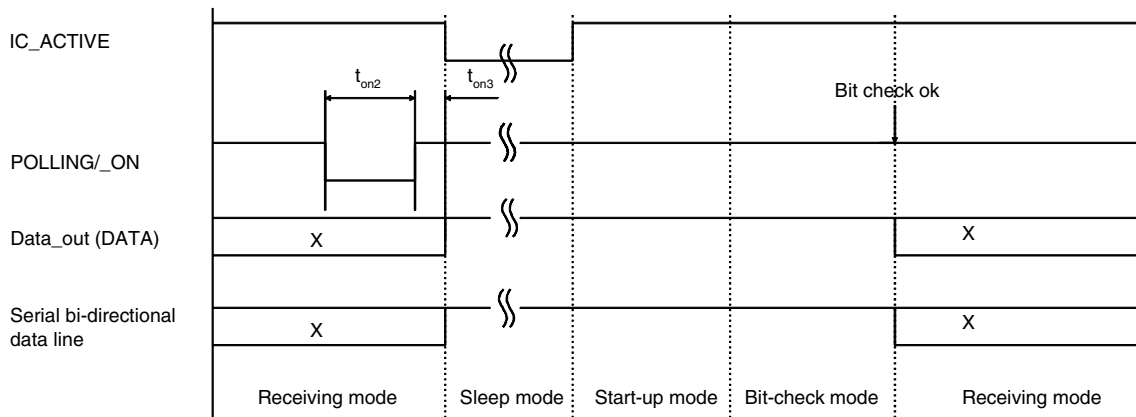 IC_ACTIVE
ton2
ton3
Bit check ok
POLLING/_ON
Data_out (DATA)
X
X
Serial bi-directional
data line
X
X
Receiving mode
Sleep mode
Start-up mode
Bit-check mode
Receiving mode